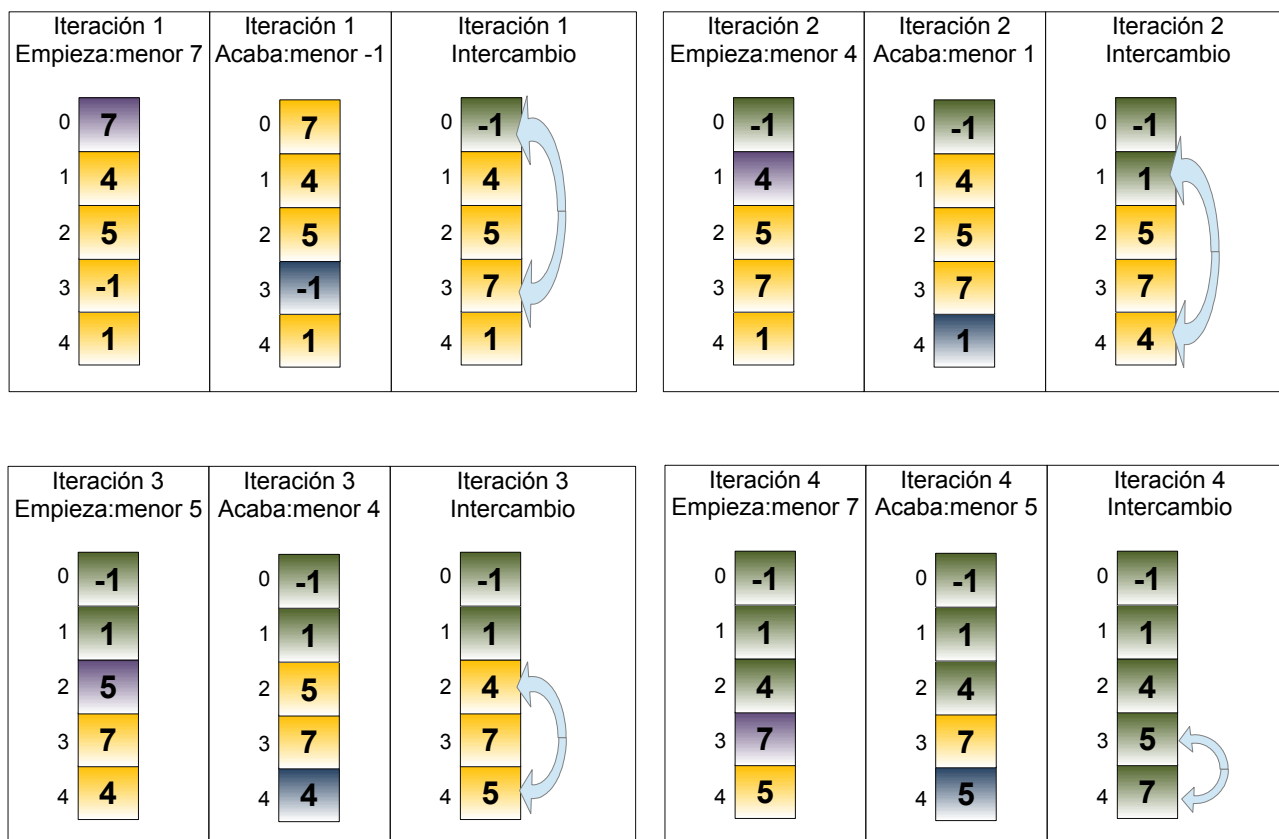 Iteración 1
Empieza:menor 7
0 7
1 4
2 5
3 -1
4 1
Iteración 1
Acaba:menor -1
0 7
1 4
2 5
3 -1
4 1
Iteración 1
Intercambio
0 -1
1 4
2 5
3 7
4 1
Iteración 2
Empieza:menor 4
0 -1
1 4
2 5
3 7
4 1
Iteración 2
Acaba:menor 1
0 -1
1 4
2 5
3 7
4 1
Iteración 2
Intercambio
0 -1
1 1
2 5
3 7
4 4
Iteración 3
Empieza:menor 5
0 -1
1 1
2 5
3 7
4 4
Iteración 3
Acaba:menor 4
0 -1
1 1
2 5
3 7
4 4
Iteración 3
Intercambio
0 -1
1 1
2 4
3 7
4 5
Iteración 4
Empieza:menor 7
0 -1
1 1
2 4
3 7
4 5
Iteración 4
Acaba:menor 5
0 -1
1 1
2 4
3 7
4 5
Iteración 4
Intercambio
0 -1
1 1
2 4
3 5
4 7